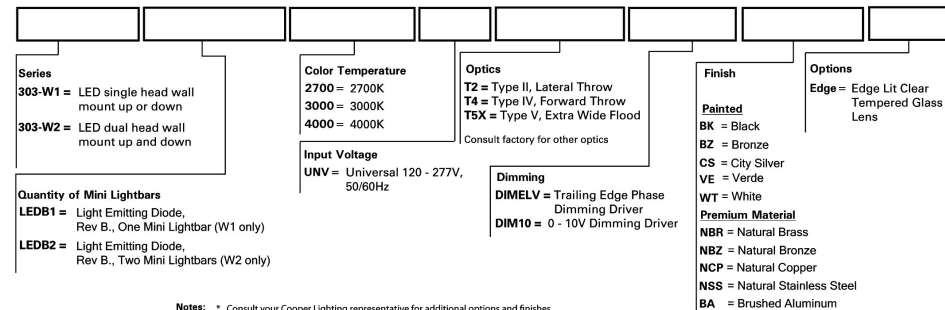 Series
303-W1 = LED single head wall
mount up or down
303-W2 = LED dual head wall
mount up and down
Quantity of Mini Lightbars
LEDB1 = Light Emitting Diode,
Rev B., One Mini Lightbar (W1 only)
LEDB2 = Light Emitting Diode,
Rev B., Two Mini Lightbars (W2 only)
Color Temperature
2700 = 2700K
3000 = 3000K
4000 = 4000K
Input Voltage
UNV = Universal 120 - 277V,
50/60Hz
Optics
T2 = Type II, Lateral Throw
T4 = Type IV, Forward Throw
T5X = Type V, Extra Wide Flood
Consult factory for other optics
Dimming
DIMELV = Trailing Edge Phase
Dimming Driver
DIM10 = 0 - 10V Dimming Driver
Finish
Painted
BK = Black
BZ = Bronze
CS = City Silver
VE = Verde
WT = White
Premium Material
NBR = Natural Brass
NBZ = Natural Bronze
NCP = Natural Copper
NSS = Natural Stainless Steel
BA = Brushed Aluminum
Options
Edge = Edge Lit Clear
Tempered Glass
Lens
Notes: * Consult your Cooper Lighting representative for additional options and finishes